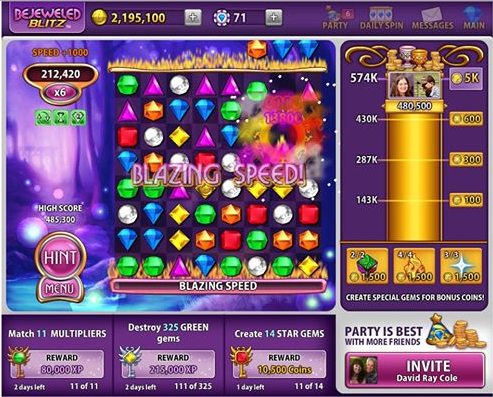 BEJEWELED
BLITZ
2,195,100
+
71
+
PARTY
6
DAILY SPIN
MESSAGES
MAIN
SPEED +1000
212,420
x6
HIGH SCORE
485,300
HINT
MENU
BLAZING SPEED!
BLAZING SPEED
574K
5K
480,500
430K
600
287K
300
143K
100
2/2
1,500
4/4
1,500
3/3
1,500
CREATE SPECIAL GEMS FOR BONUS COINS!
Match 11 MULTIPLIERS
REWARD
80,000 XP
2 days left
11 of 11
Destroy 325 GREEN
gems
REWARD
215,000 XP
2 days left
111 of 325
Create 14 STAR GEMS
REWARD
10,500 Coins
1 day left
11 of 14
PARTY IS BEST
WITH MORE FRIENDS
INVITE
David Ray Cole